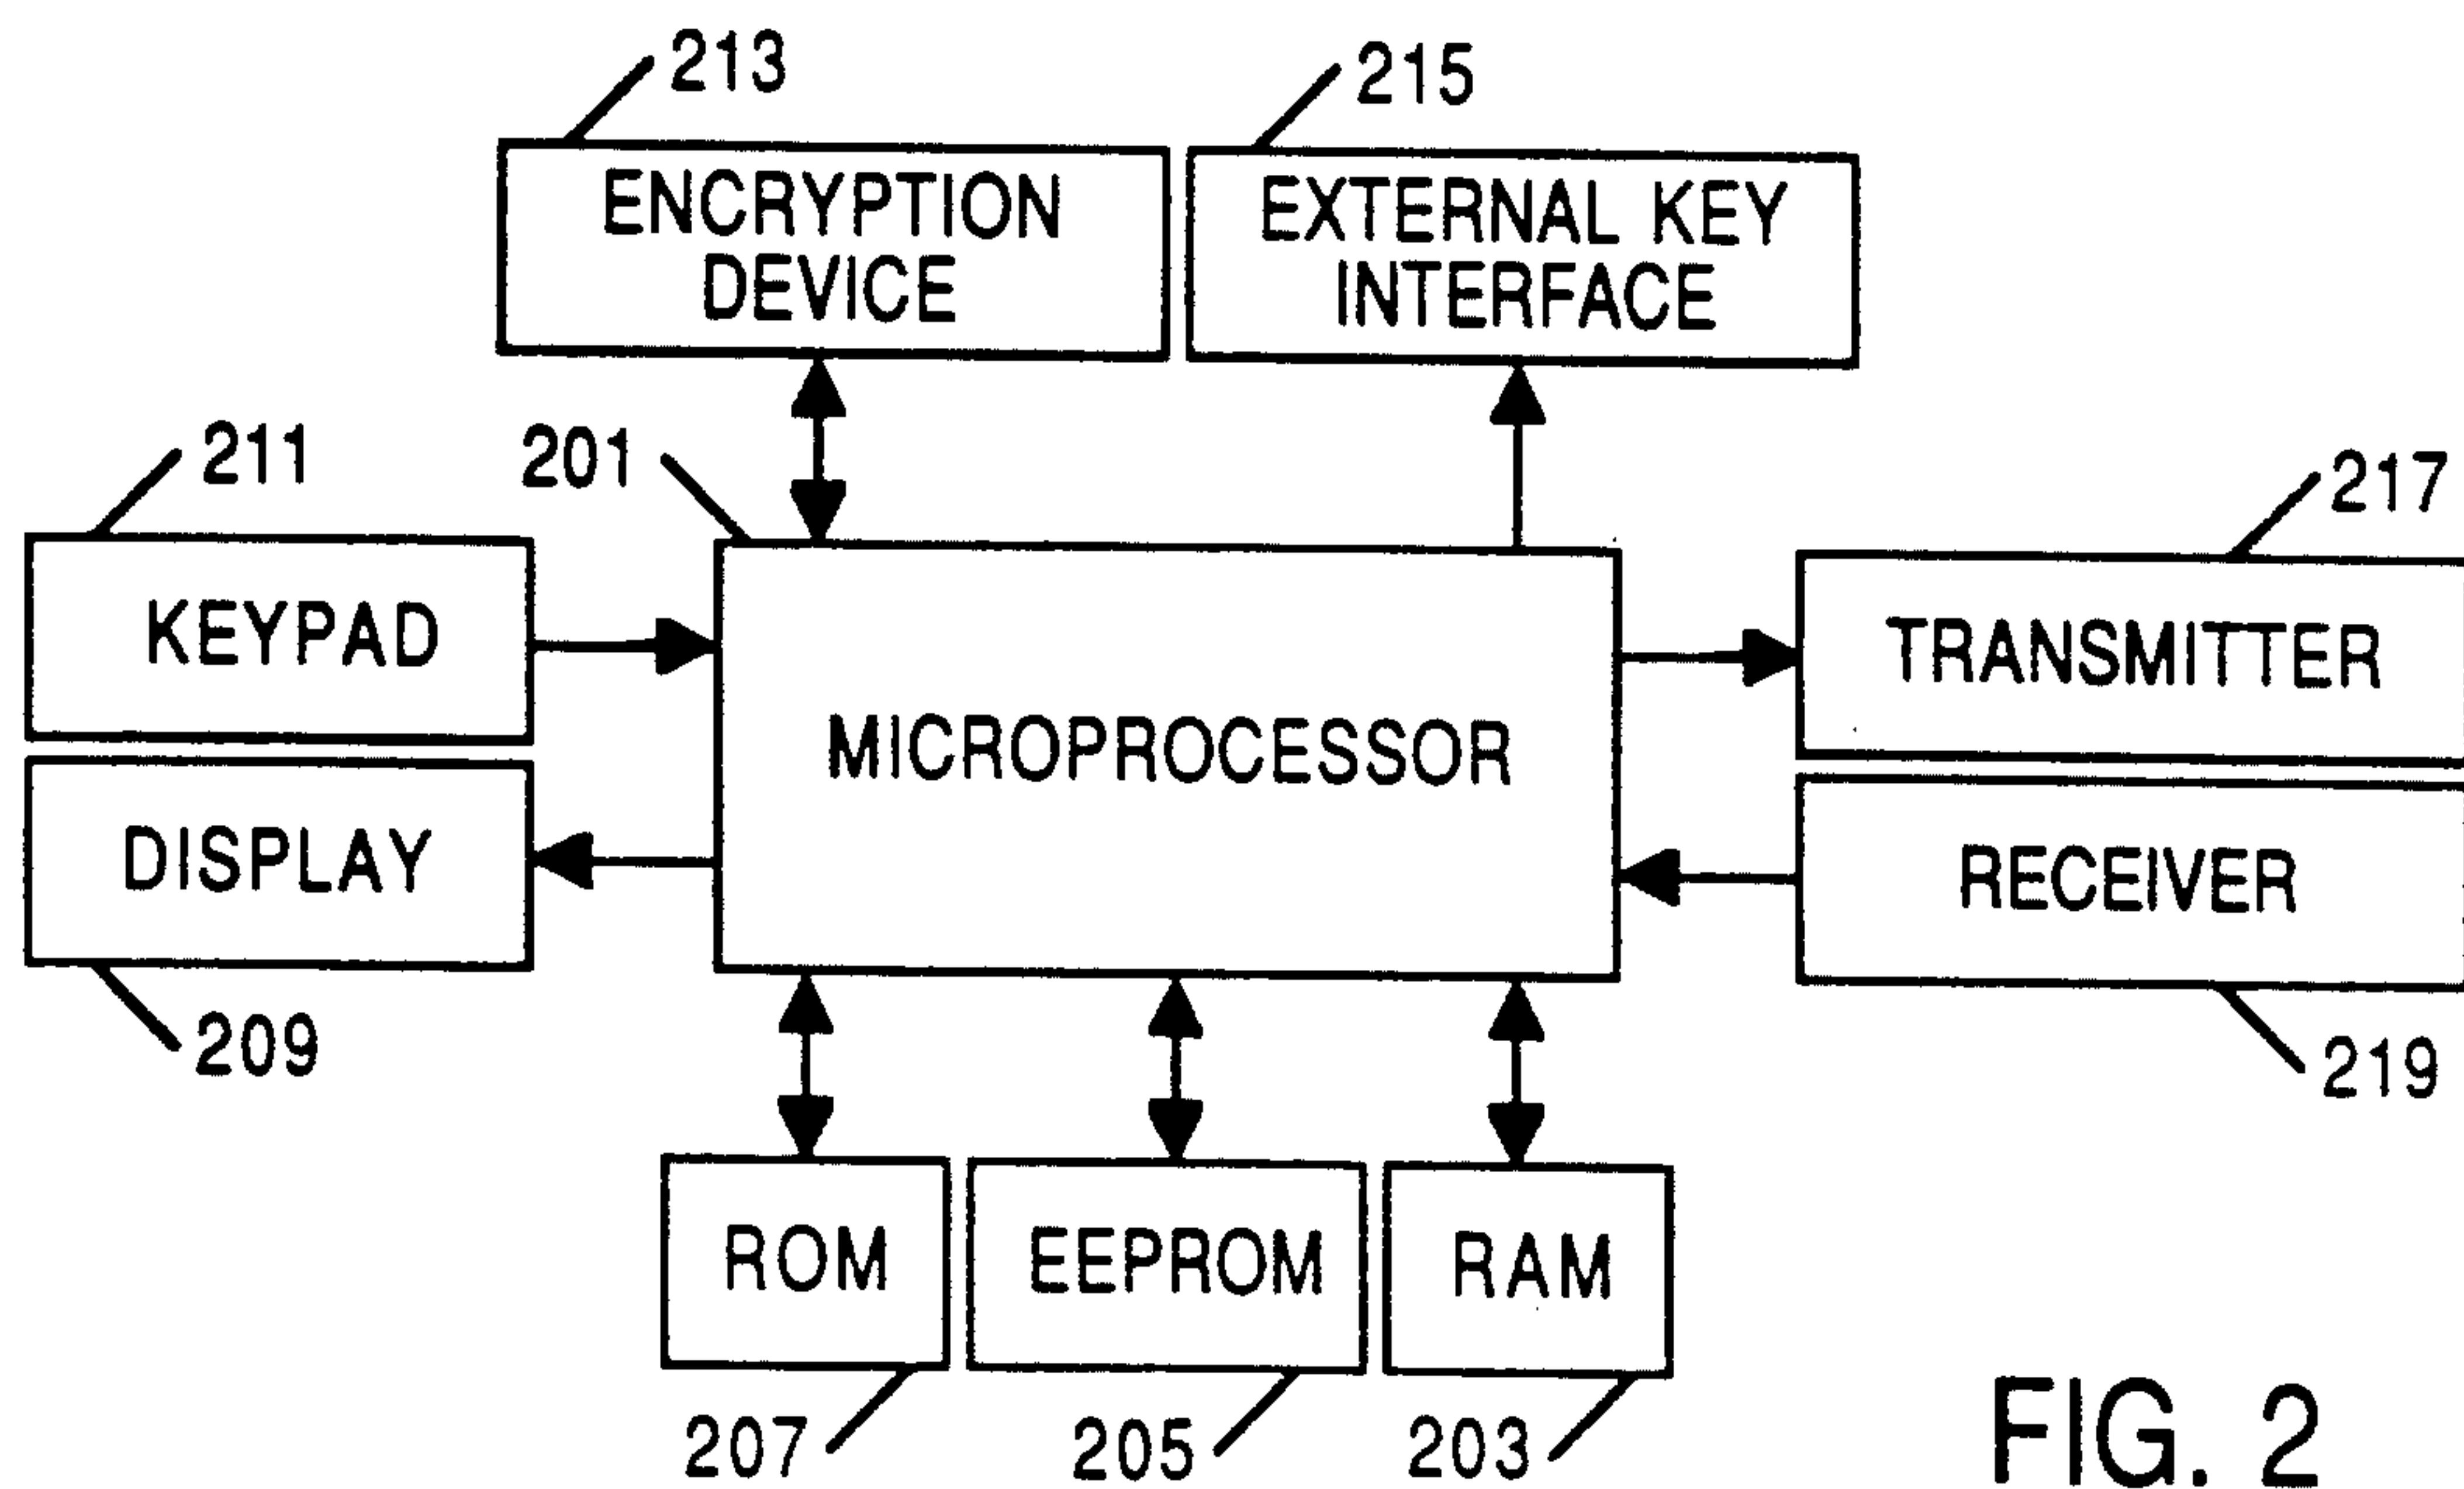 213
215
ENCRYPTION
DEVICE
EXTERNAL KEY
INTERFACE
211
201
217
KEYPAD
TRANSMITTER
MICROPROCESSOR
DISPLAY
RECEIVER
209
219
ROM
EEPROM
RAM
207
205
203
FIG. 2